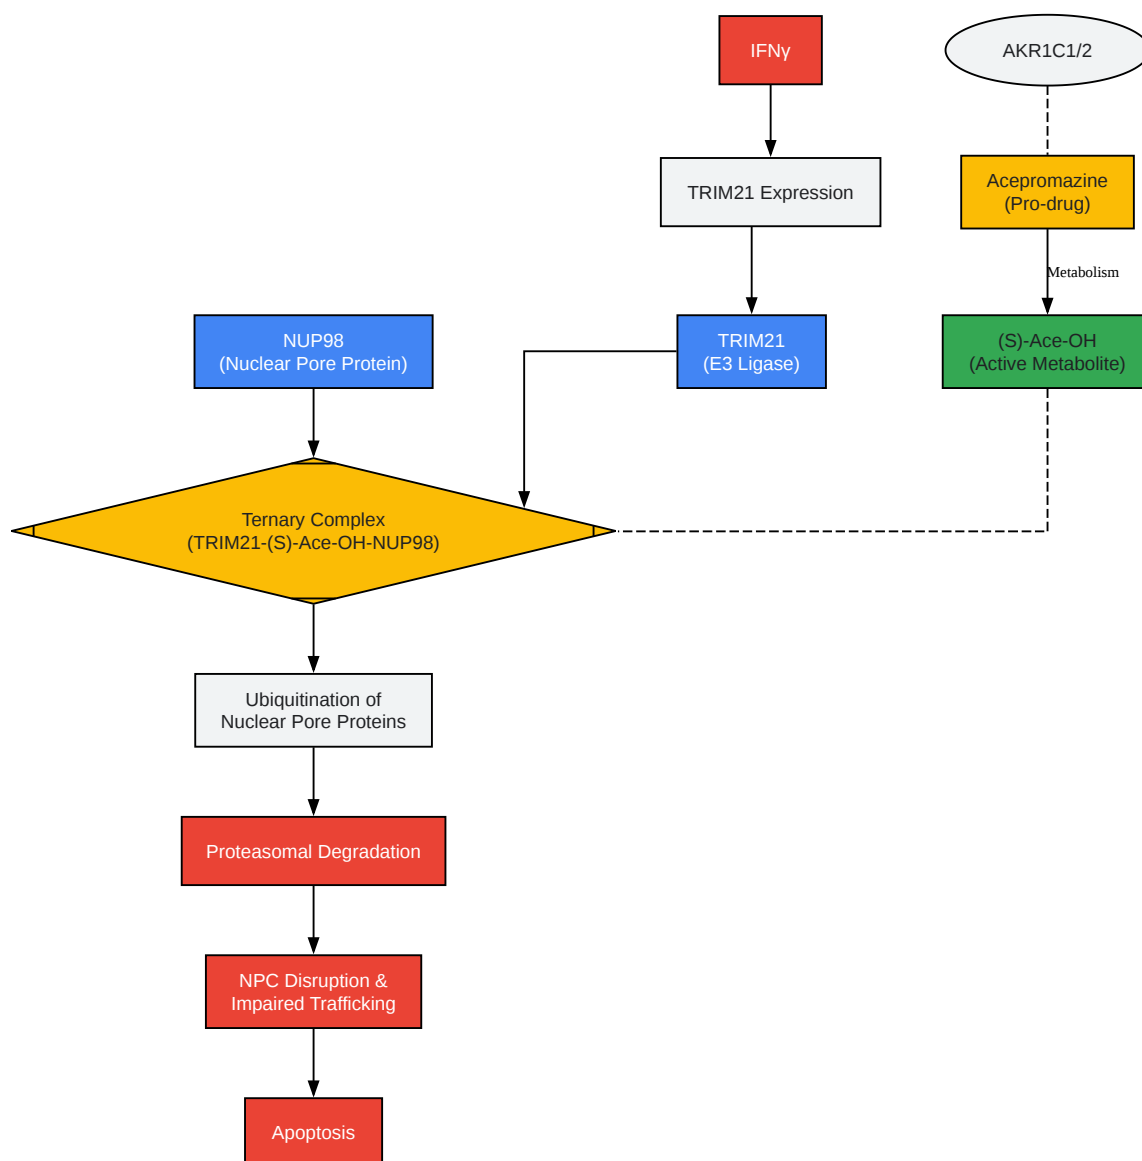 IFNγ
AKR1C1/2
TRIM21 Expression
Acepromazine
(Pro-drug)
Metabolism
NUP98
(Nuclear Pore Protein)
TRIM21
(E3 Ligase)
(S)-Ace-OH
(Active Metabolite)
Ternary Complex
(TRIM21-(S)-Ace-OH-NUP98)
Ubiquitination of
Nuclear Pore Proteins
Proteasomal Degradation
NPC Disruption &
Impaired Trafficking
Apoptosis